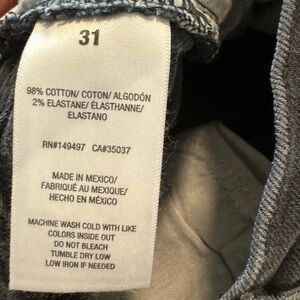 31
98% COTTON/ COTON/ ALGODÓN
2% ELASTANE/ ÉLASTHANNE/
ELASTANO
RN#149497 CA#35037
MADE IN MEXICO/
FABRIQUÉ AU MEXIQUE/
HECHO EN MÉXICO
MACHINE WASH COLD WITH LIKE
COLORS INSIDE OUT
DO NOT BLEACH
TUMBLE DRY LOW
LOW IRON IF NEEDED